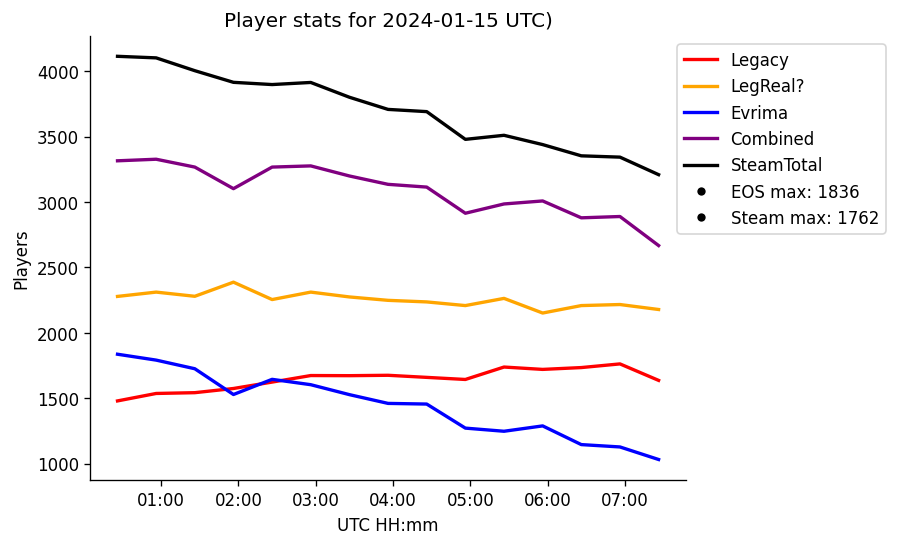 Player stats for 2024-01-15 UTC)
Legacy
LegReal?
Evrima
Combined
SteamTotal
EOS max: 1836
Steam max: 1762
Players
4000
3500
3000
2500
2000
1500
1000
01:00 02:00 03:00 04:00 05:00 06:00 07:00
UTC HH:mm